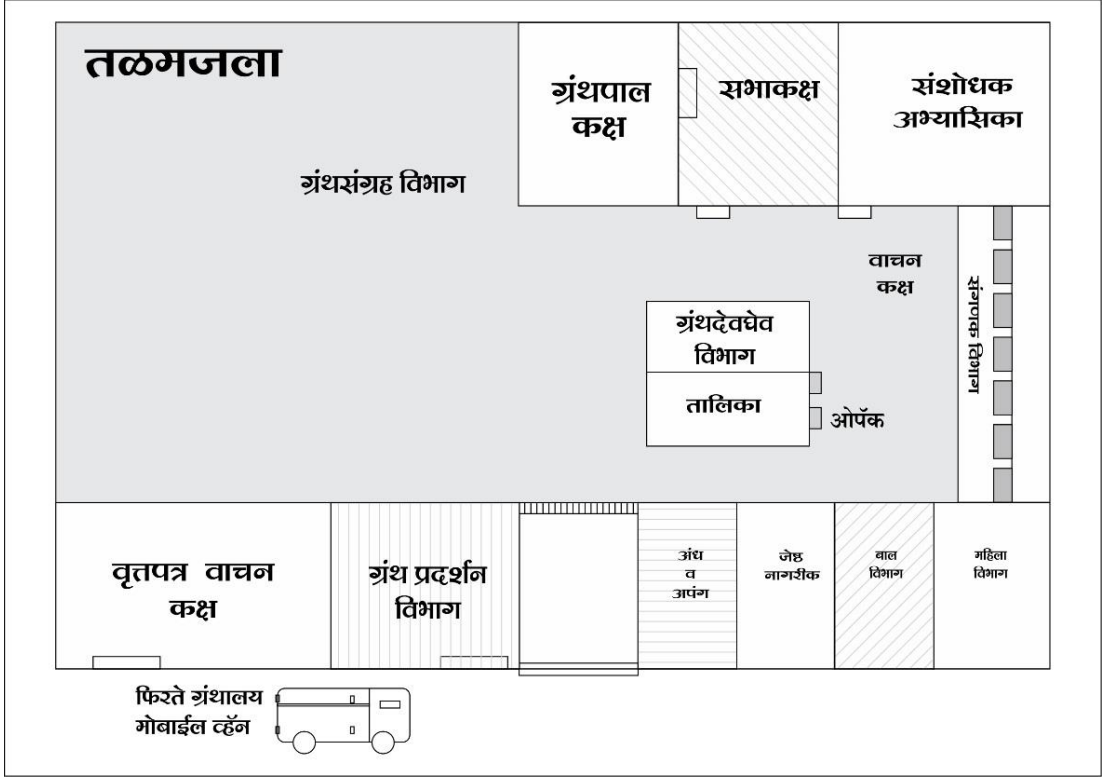 तळमजला
ग्रंथपाल
कक्ष
सभाकक्ष
संशोधक
अभ्यासिका
ग्रंथसंग्रह विभाग
वाचन
कक्ष
संगणक विभाग
ग्रंथदेवघेव
विभाग
तालिका
ओपॅक
वृत्तपत्र वाचन
कक्ष
ग्रंथ प्रदर्शन
विभाग
अंध
व
अपंग
जेष्ठ
नागरीक
बाल
विभाग
महिला
विभाग
फिरते ग्रंथालय
मोबाईल व्हॅन